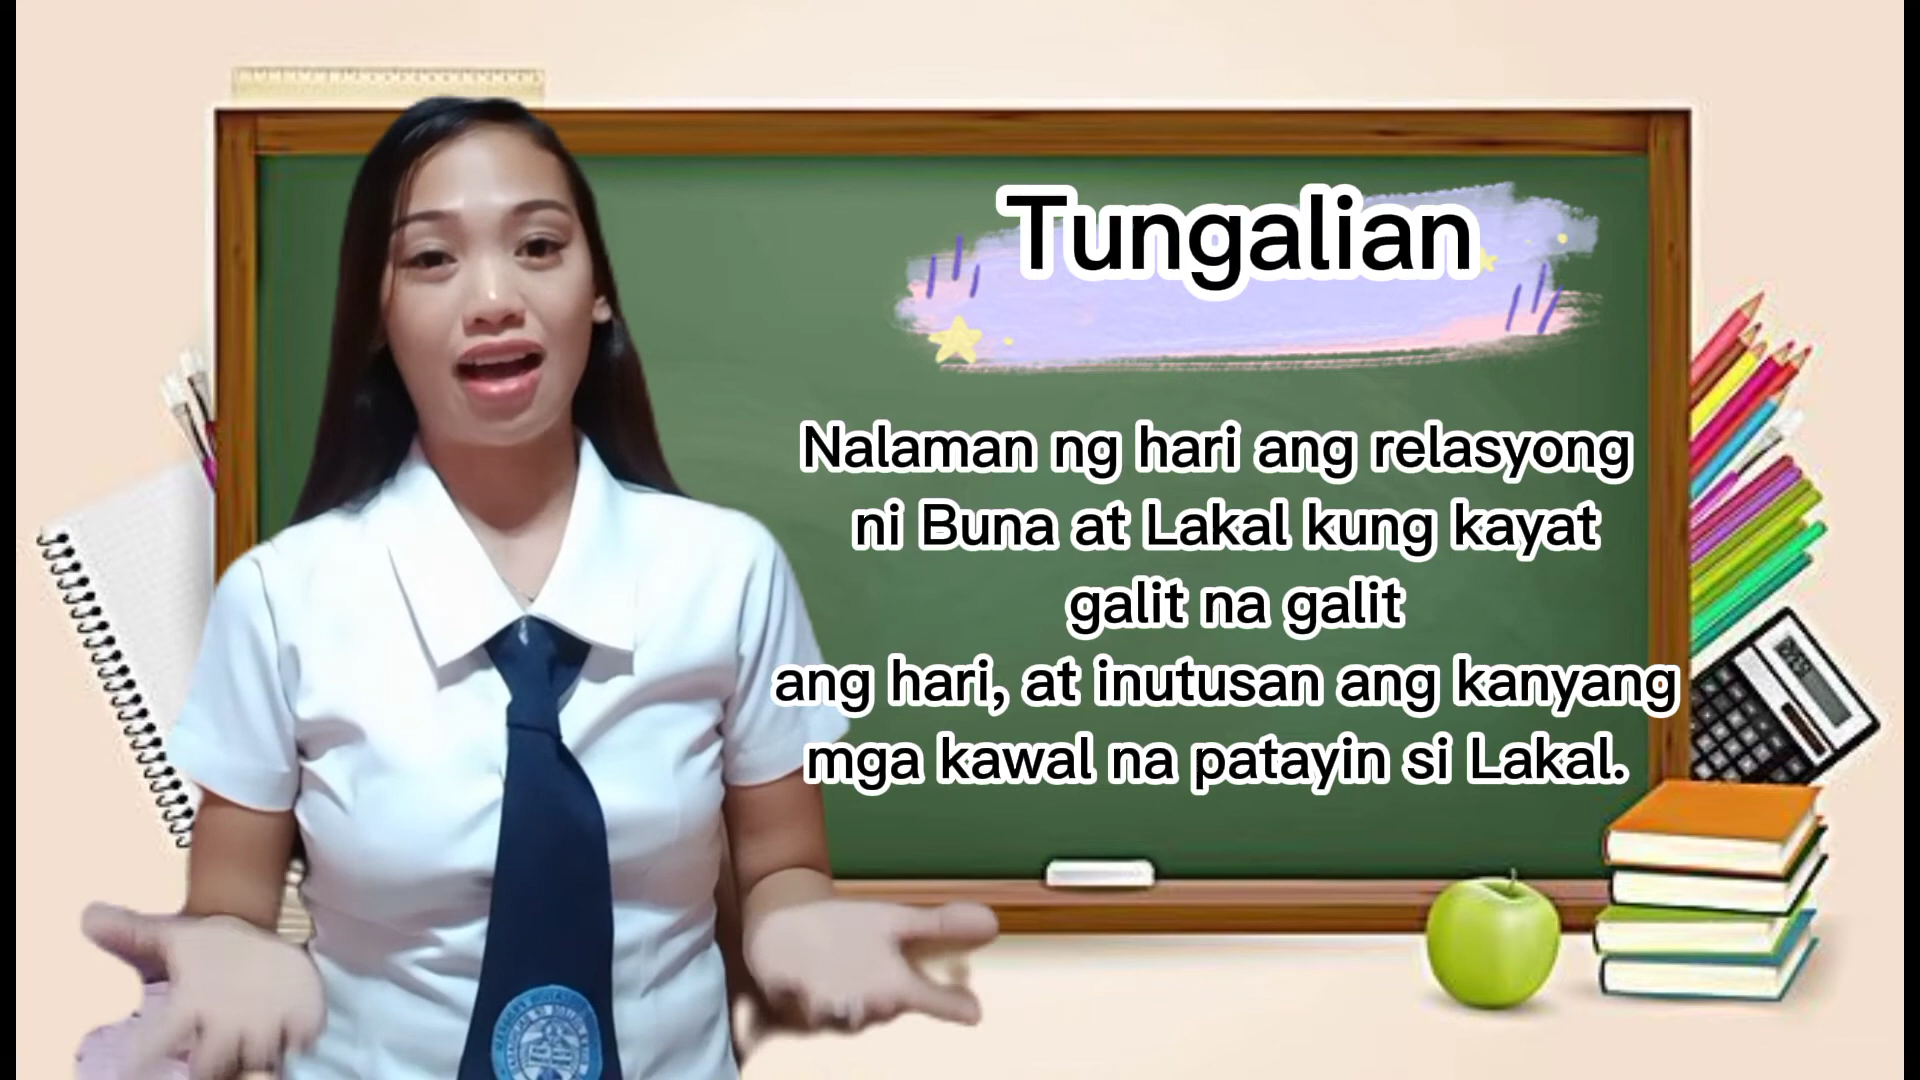 Tungalian
Nalaman ng hari ang relasyong
ni Buna at Lakal kung kayat
galit na galit
ang hari, at inutusan ang kanyang
mga kawal na patayin si Lakal.